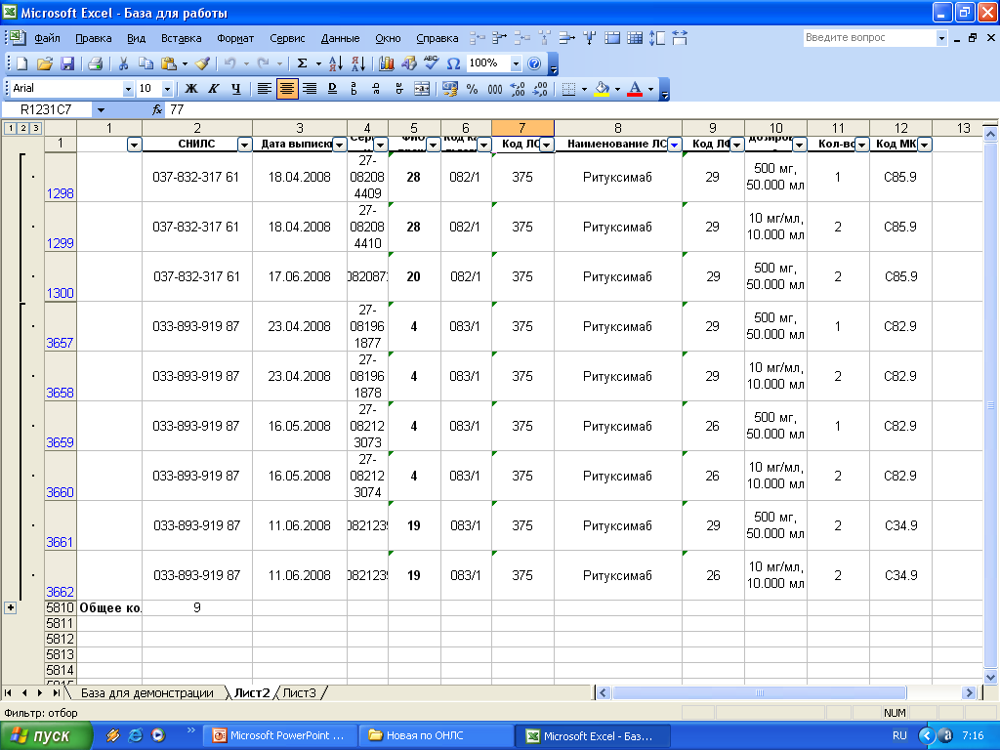 Microsoft Excel - База для работы
Файл Правка Вид Вставка Формат Сервис Данные Окно Справка Введите вопрос
100%
Arial 10 Ж К Ч
R1231C7 fx 77
1 2 3 1 2 3 4 5 6 7 8 9 10 11 12 13
1 СНИЛС Дата выписк Сер ФИО Код ка Код ЛС Наименование ЛС Код ЛФ дозиров Кол-во Код МК
1298 037-832-317 61 18.04.2008 27-082084409 28 082/1 375 Ритуксимаб 29 500 мг, 50.000 мл 1 C85.9
1299 037-832-317 61 18.04.2008 27-082084410 28 082/1 375 Ритуксимаб 29 10 мг/мл, 10.000 мл 2 C85.9
1300 037-832-317 61 17.06.2008 082087 20 082/1 375 Ритуксимаб 29 500 мг, 50.000 мл 2 C85.9
3657 033-893-919 87 23.04.2008 27-081961877 4 083/1 375 Ритуксимаб 29 500 мг, 50.000 мл 1 C82.9
3658 033-893-919 87 23.04.2008 27-081961878 4 083/1 375 Ритуксимаб 29 10 мг/мл, 10.000 мл 2 C82.9
3659 033-893-919 87 16.05.2008 27-082123073 4 083/1 375 Ритуксимаб 26 500 мг, 50.000 мл 1 C82.9
3660 033-893-919 87 16.05.2008 27-082123074 4 083/1 375 Ритуксимаб 26 10 мг/мл, 10.000 мл 2 C82.9
3661 033-893-919 87 11.06.2008 082123 19 083/1 375 Ритуксимаб 29 500 мг, 50.000 мл 2 C34.9
3662 033-893-919 87 11.06.2008 082123 19 083/1 375 Ритуксимаб 26 10 мг/мл, 10.000 мл 2 C34.9
5810 Общее ко 9
5811
5812
5813
5814
База для демонстрации Лист2 Лист3
Фильтр: отбор NUM
пуск Microsoft PowerPoint ... Новая по ОНЛС Microsoft Excel - Баз... RU 7:16